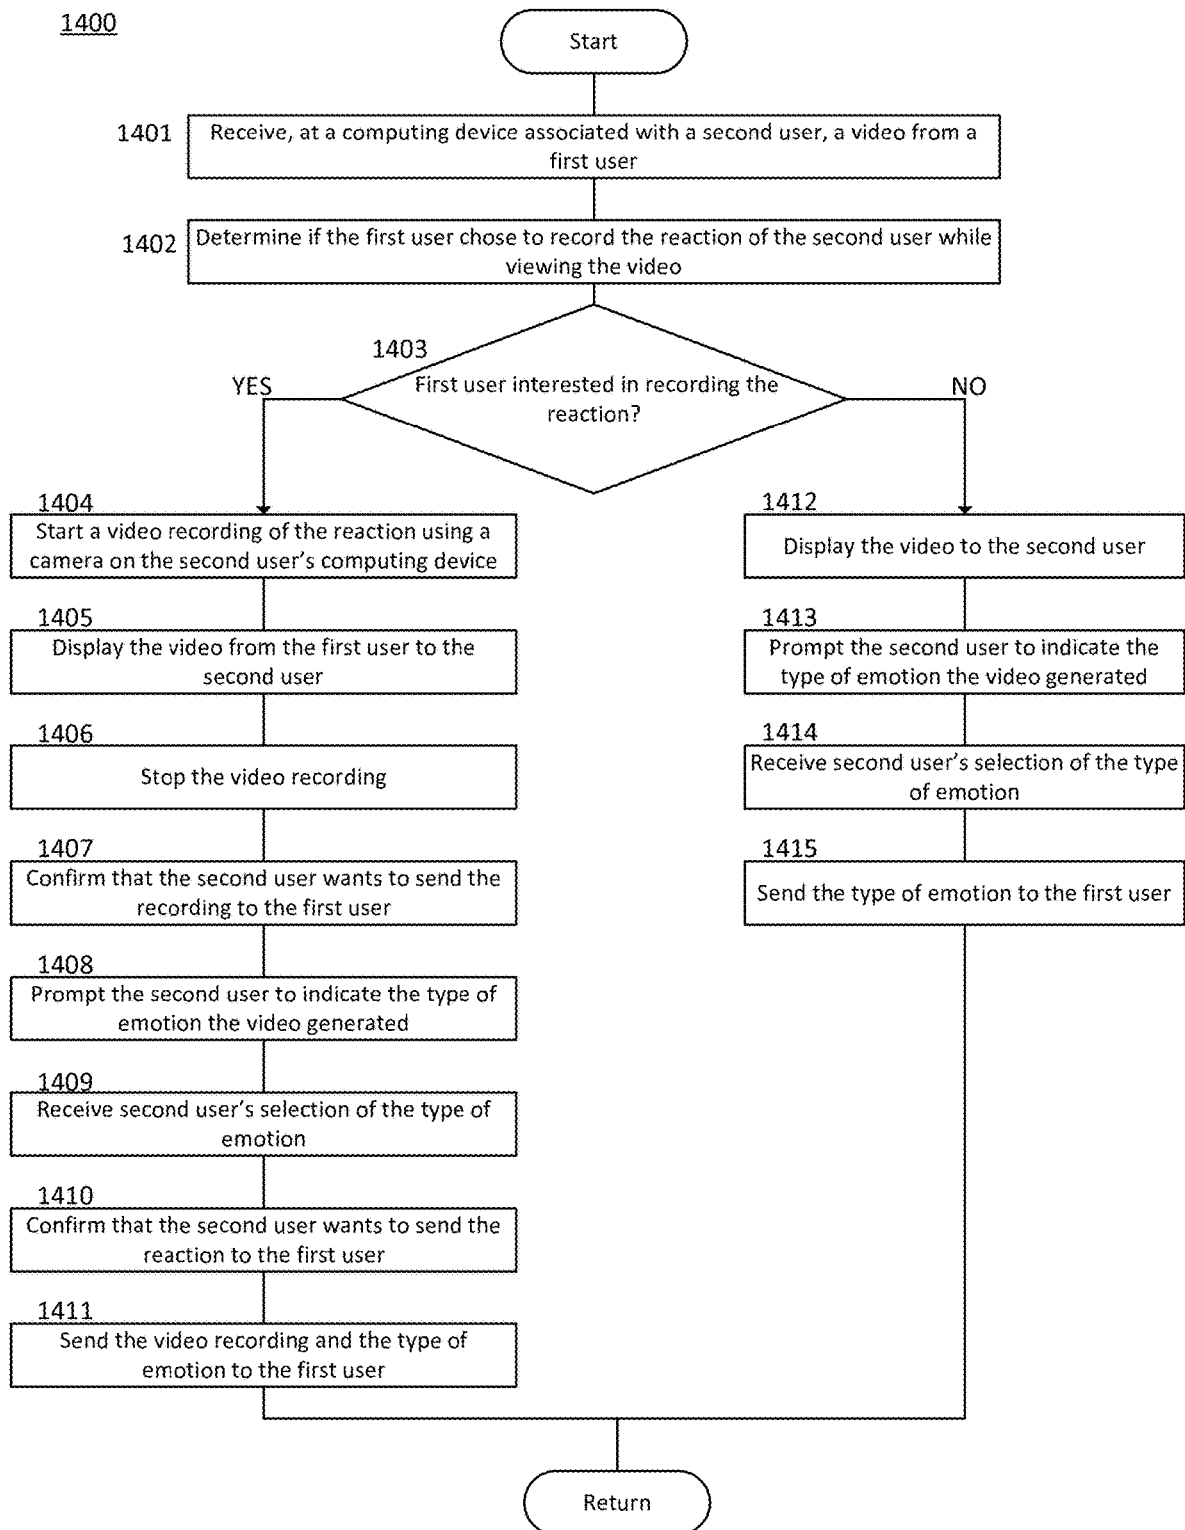 1400
Start
1401
Receive, at a computing device associated with a second user, a video from a
first user
1402
Determine if the first user chose to record the reaction of the second user while
viewing the video
1403
First user interested in recording the
reaction?
YES
NO
1404
Start a video recording of the reaction using a
camera on the second user's computing device
1405
Display the video from the first user to the
second user
1406
Stop the video recording
1407
Confirm that the second user wants to send the
recording to the first user
1408
Prompt the second user to indicate the type of
emotion the video generated
1409
Receive second user's selection of the type of
emotion
1410
Confirm that the second user wants to send the
reaction to the first user
1411
Send the video recording and the type of
emotion to the first user
1412
Display the video to the second user
1413
Prompt the second user to indicate the
type of emotion the video generated
1414
Receive second user's selection of the type
of emotion
1415
Send the type of emotion to the first user
Return